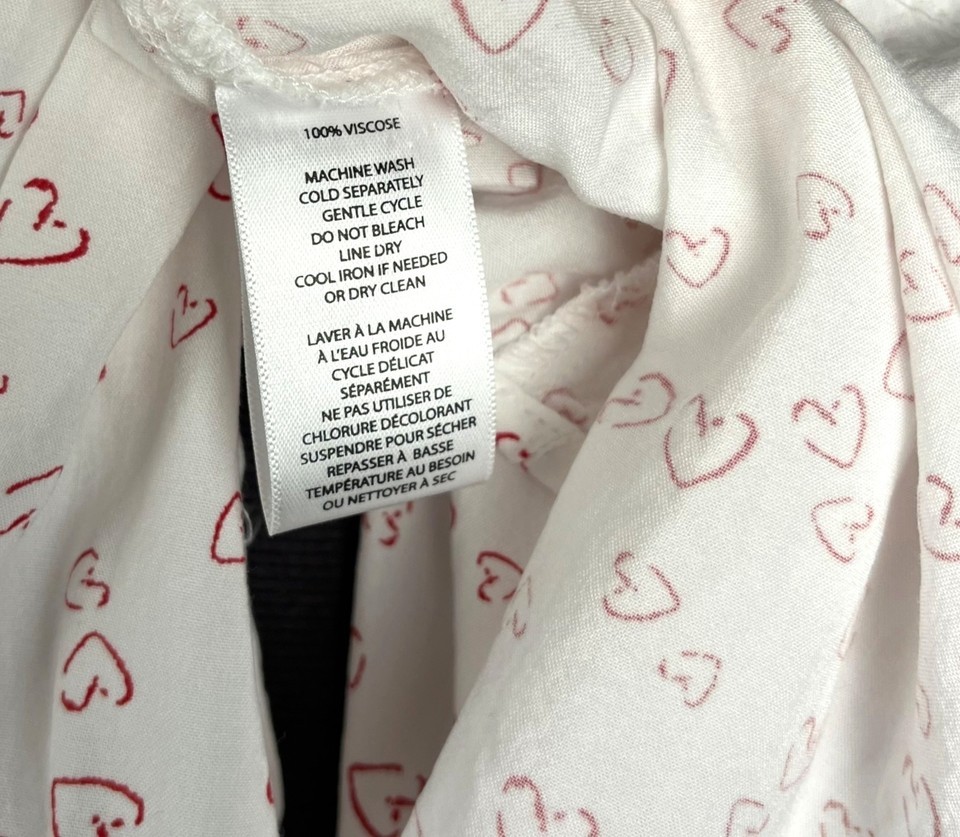 100% VISCOSE
MACHINE WASH
COLD SEPARATELY
GENTLE CYCLE
DO NOT BLEACH
LINE DRY
COOL IRON IF NEEDED
OR DRY CLEAN
LAVER À LA MACHINE
À L'EAU FROIDE AU
CYCLE DÉLICAT
SÉPARÉMENT
NE PAS UTILISER DE
CHLORURE DÉCOLORANT
SUSPENDRE POUR SÉCHER
REPASSER À BASSE
TEMPÉRATURE AU BESOIN
OU NETTOYER À SEC